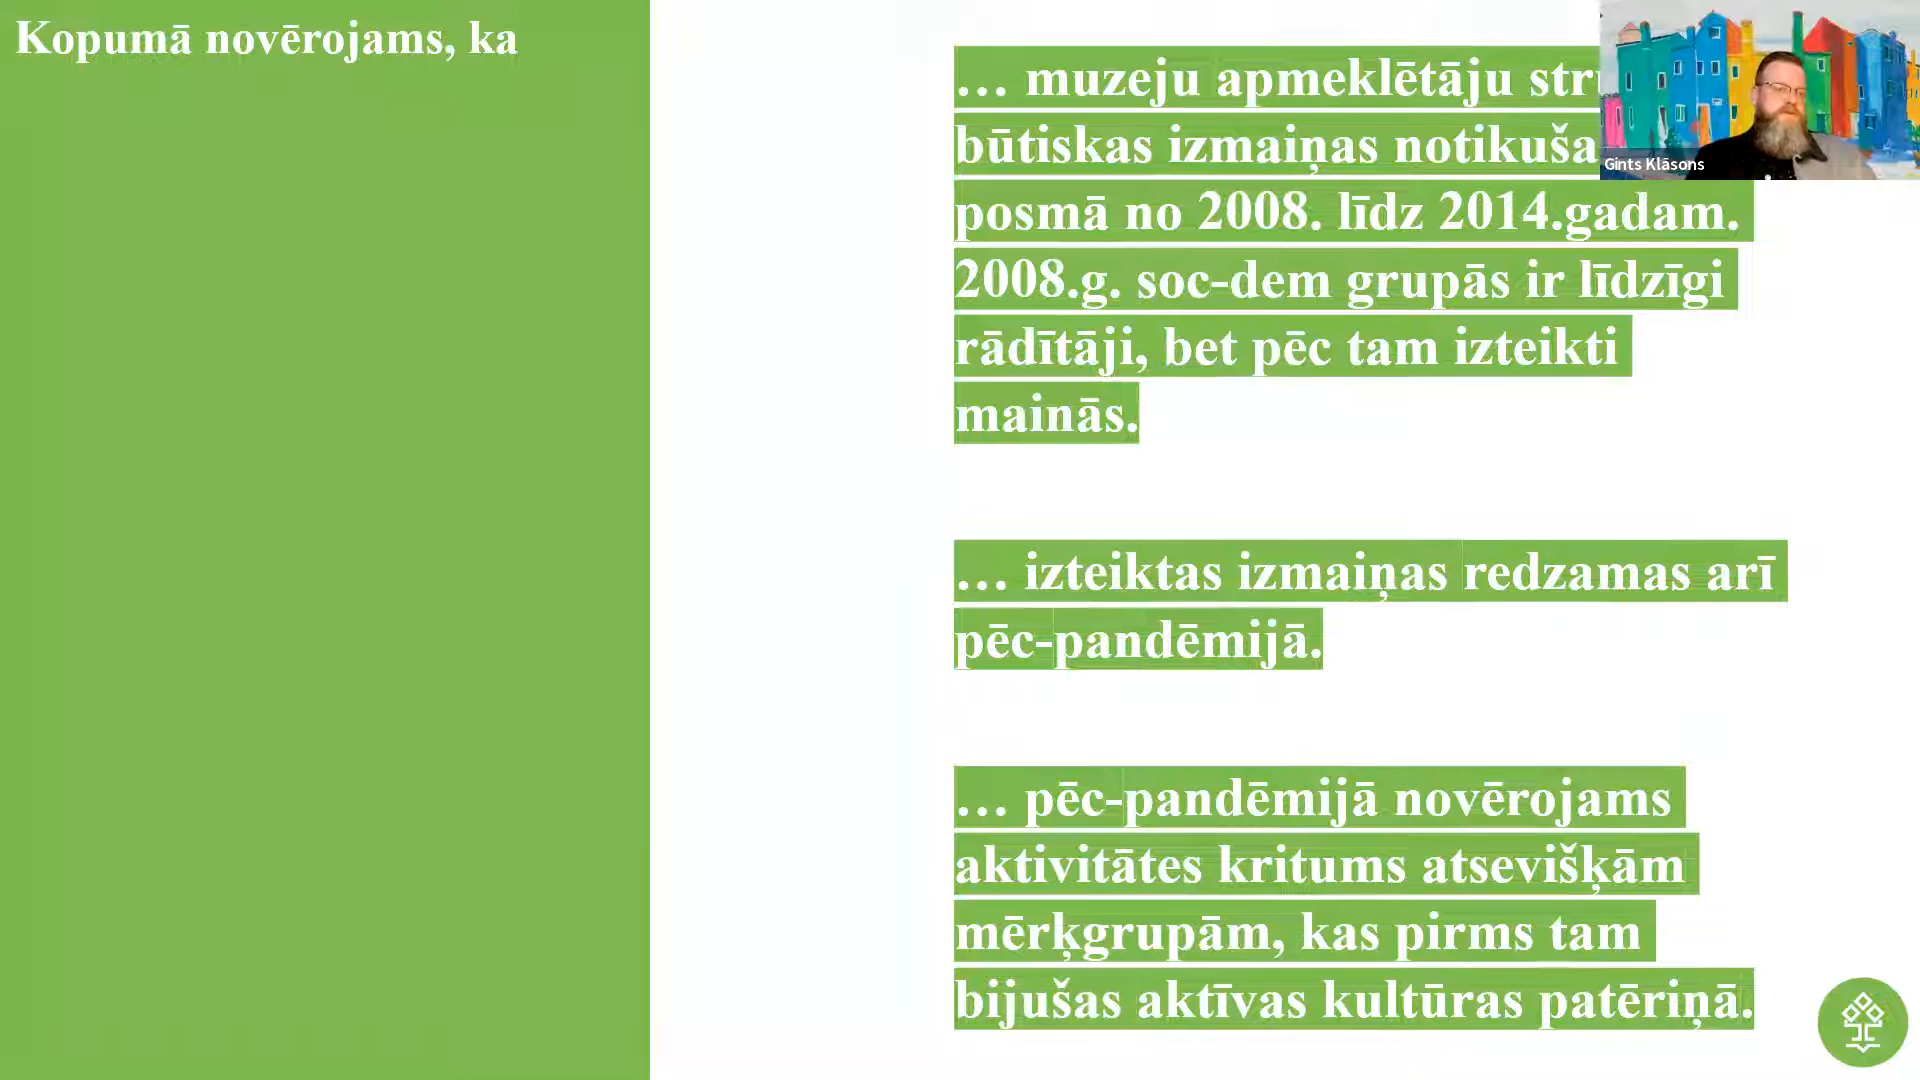 Kopumā novērojams, ka
… muzeju apmeklētāju
būtiskas izmaiņas
posmā no 2008. līdz 2014.gadam.
2008.g. soc-dem grupās ir līdzīgi
rādītāji, bet pēc tam izteikti
mainās.
… izteiktas izmaiņas redzamas arī
pēc-pandēmijā.
… pēc-pandēmijā novērojams
aktivitātes kritums atsevišķām
mērķgrupām, kas pirms tam
bijušas aktīvas kultūras patēriņā.
Gints Klāsons